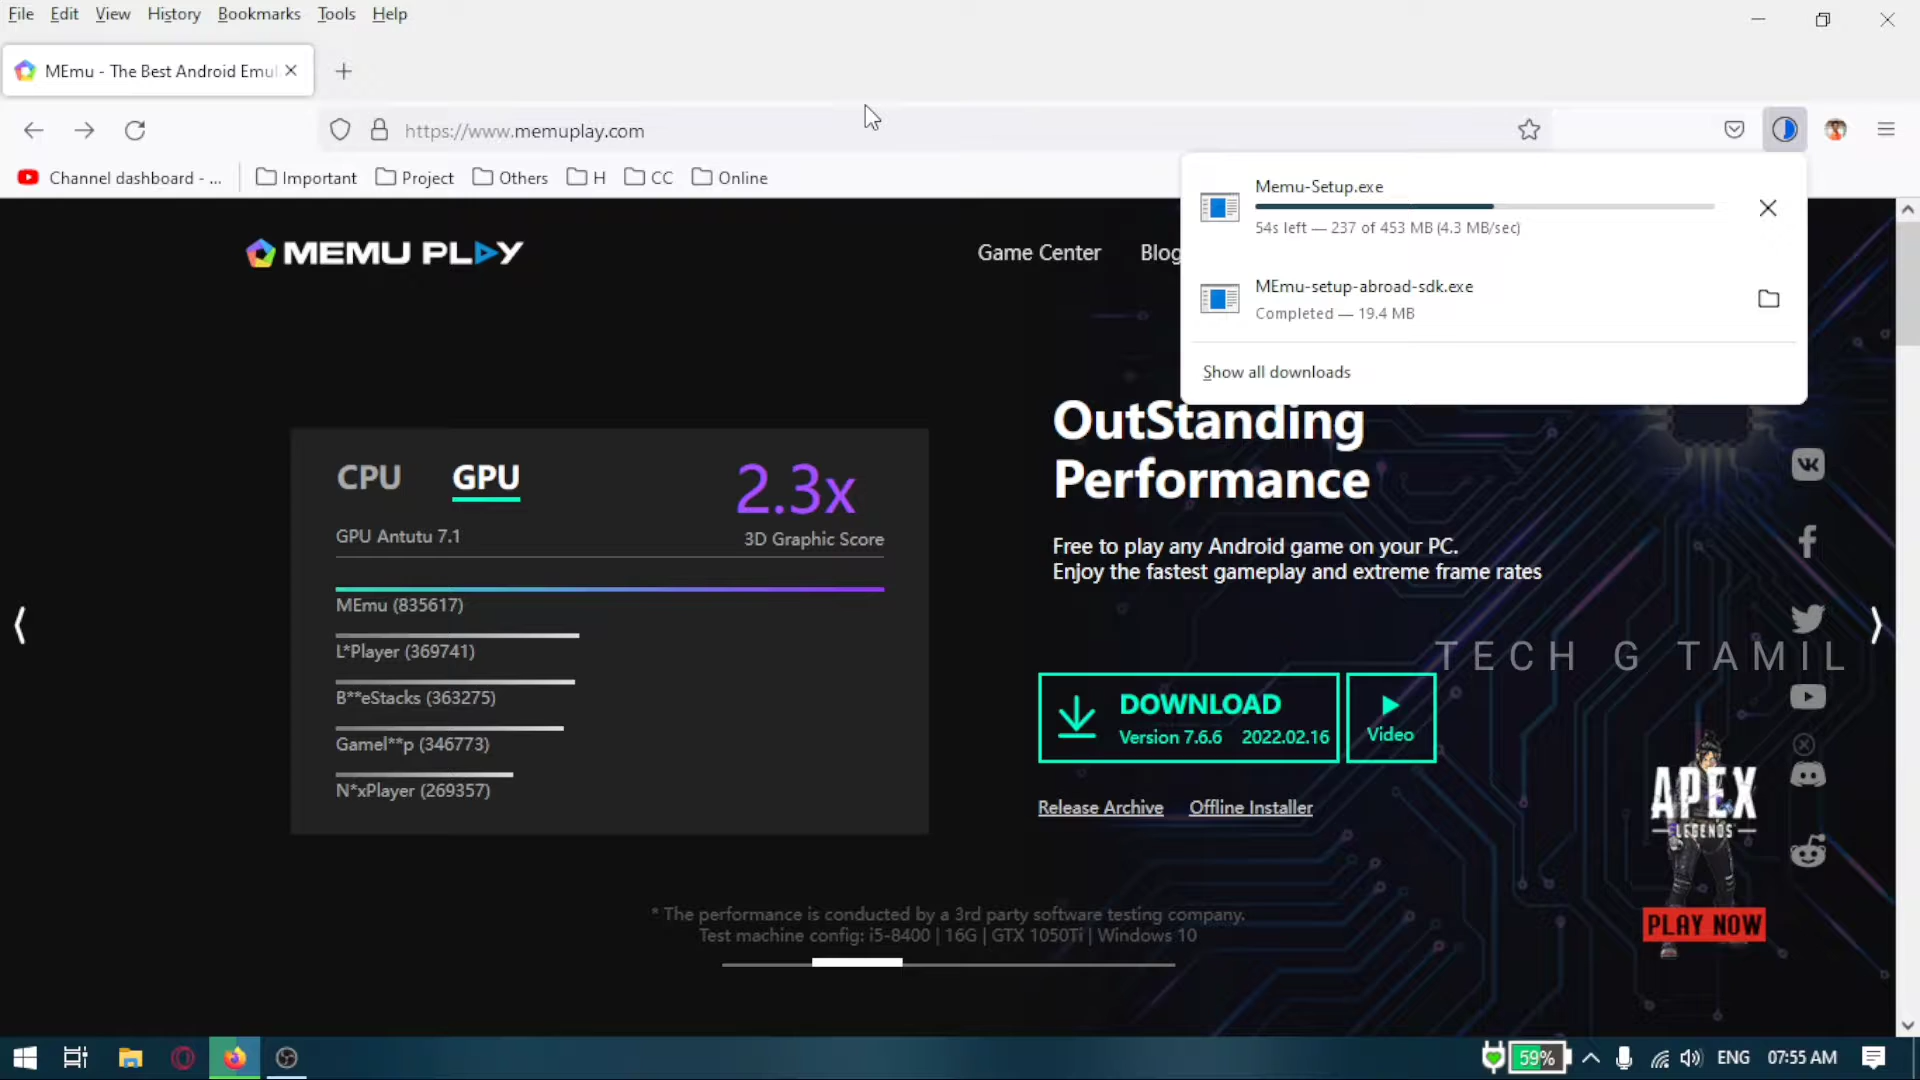 File Edit View History Bookmarks Tools Help
MEmu - The Best Android Emul
https://www.memuplay.com
Channel dashboard - ... Important Project Others H CC Online
Memu-Setup.exe
54s left — 237 of 453 MB (4.3 MB/sec)
MEmu-setup-abroad-sdk.exe
Completed — 19.4 MB
Show all downloads
MEMU PLAY
Game Center Blog
CPU GPU 2.3x
GPU Antutu 7.1 3D Graphic Score
MEmu (835617)
L*Player (369741)
B**eStacks (363275)
Gamel**p (346773)
N*xPlayer (269357)
OutStanding
Performance
Free to play any Android game on your PC.
Enjoy the fastest gameplay and extreme frame rates
TECH G TAMIL
DOWNLOAD
Version 7.6.6 2022.02.16
Video
Release Archive Offline Installer
APEX
LEGENDS
PLAY NOW
* The performance is conducted by a 3rd party software testing company.
Test machine config: i5-8400 | 16G | GTX 1050Ti | Windows 10
59% ENG 07:55 AM